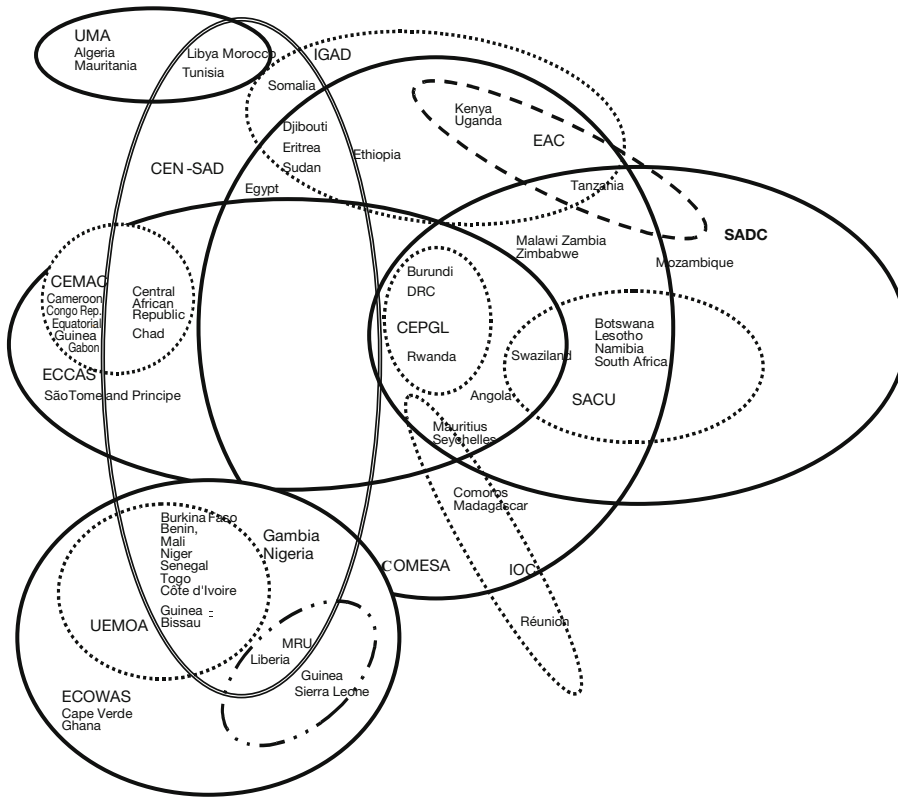 UMA
Algeria
Mauritania
Libya Morocco
Tunisia
IGAD
Somalia
Djibouti
Eritrea
Sudan
Ethiopia
Egypt
CEN-SAD
Kenya
Uganda
EAC
Tanzania
SADC
Malawi Zambia
Zimbabwe
Mozambique
CEMAC
Cameroon
Congo Rep.
Equatorial
Guinea
Gabon
Central
African
Republic
Chad
ECCAS
São Tome and Principe
Burundi
DRC
CEPGL
Rwanda
Swaziland
Angola
Botswana
Lesotho
Namibia
South Africa
SACU
Mauritius
Seychelles
Comoros
Madagascar
COMESA
IOC
Réunion
Burkina Faso
Benin,
Mali
Niger
Senegal
Togo
Côte d'Ivoire
Guinea -
Bissau
Gambia
Nigeria
UEMOA
MRU
Liberia
Guinea
Sierra Leone
ECOWAS
Cape Verde
Ghana